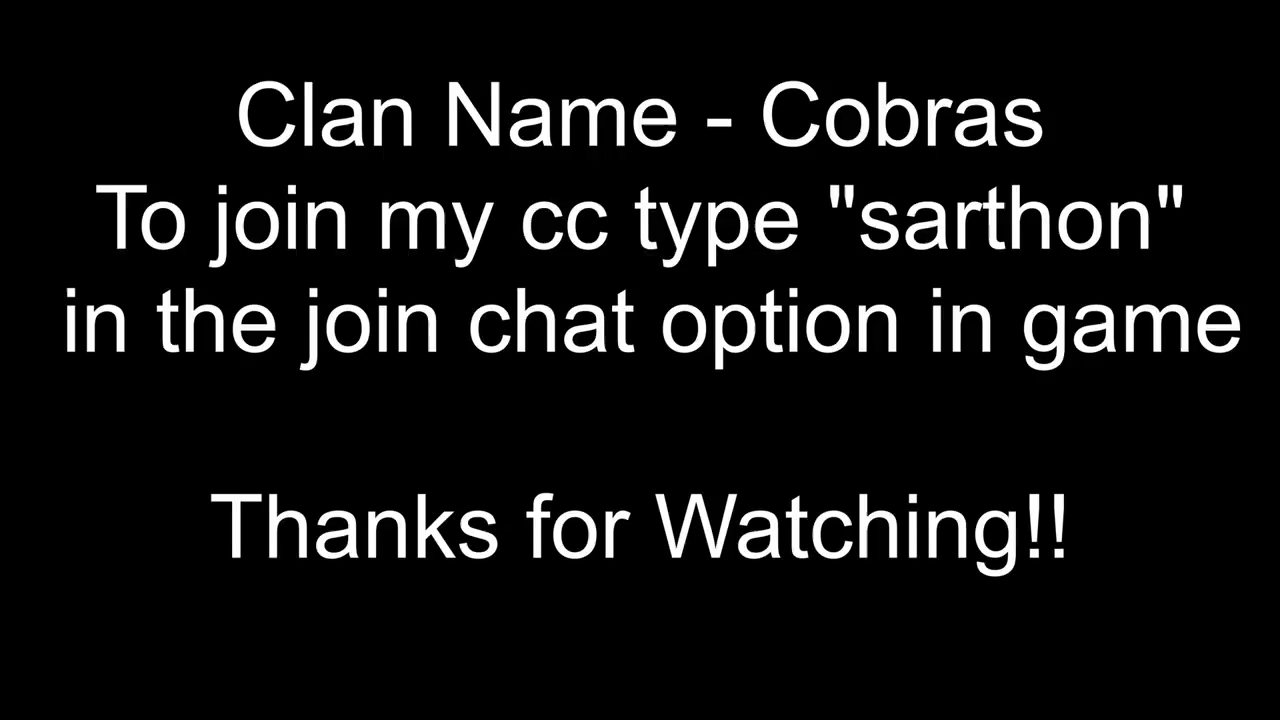 Clan Name - Cobras
To join my cc type "sarthon"
in the join chat option in game
Thanks for Watching!!